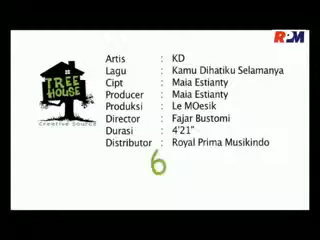 RPM
TREE
HOUSE
Creative Source
Artis : KD
Lagu : Kamu Dihatiku Selamanya
Cipt : Maia Estianty
Producer : Maia Estianty
Produksi : Le MOesik
Director : Fajar Bustomi
Durasi : 4'21"
Distributor : Royal Prima Musikindo
6